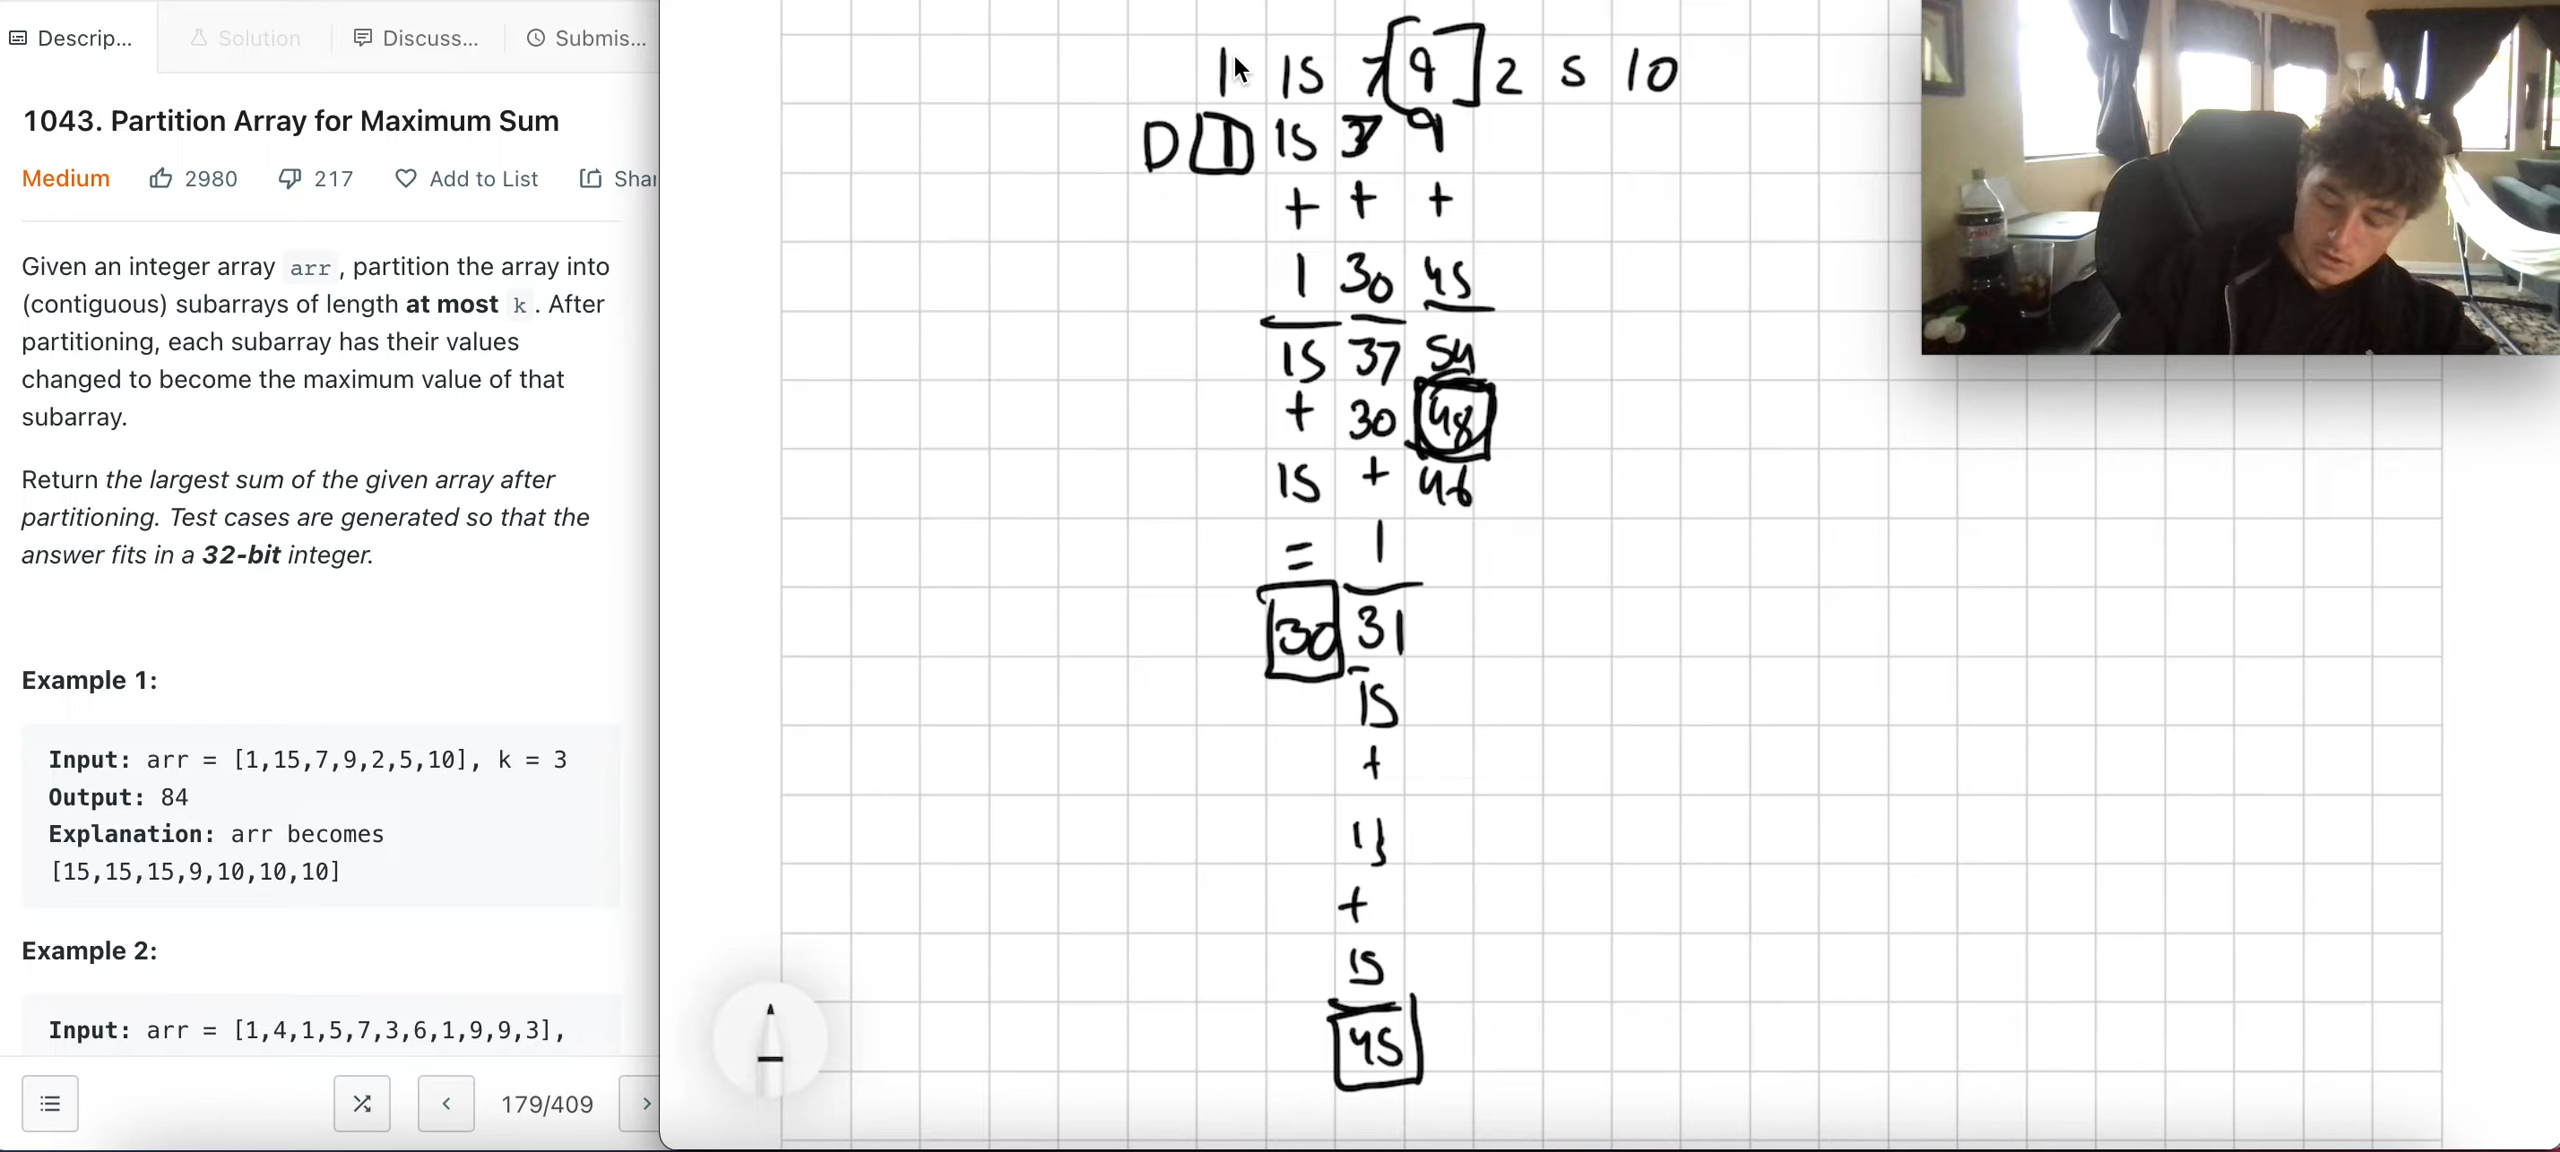 Descrip...
Solution
Discuss...
Submis...
1043. Partition Array for Maximum Sum
Medium 2980 217 Add to List Shar
Given an integer array arr , partition the array into
(contiguous) subarrays of length at most k . After
partitioning, each subarray has their values
changed to become the maximum value of that
subarray.
Return the largest sum of the given array after
partitioning. Test cases are generated so that the
answer fits in a 32-bit integer.
Example 1:
Input: arr = [1,15,7,9,2,5,10], k = 3
Output: 84
Explanation: arr becomes
[15,15,15,9,10,10,10]
Example 2:
Input: arr = [1,4,1,5,7,3,6,1,9,9,3],
179/409
1 15 7 [9] 2 5 10
D 1 15 9
+ + +
1 30 45
15 37 54
+ 30 48
15 + 46
= 1
30 31
15
+
+
15
45